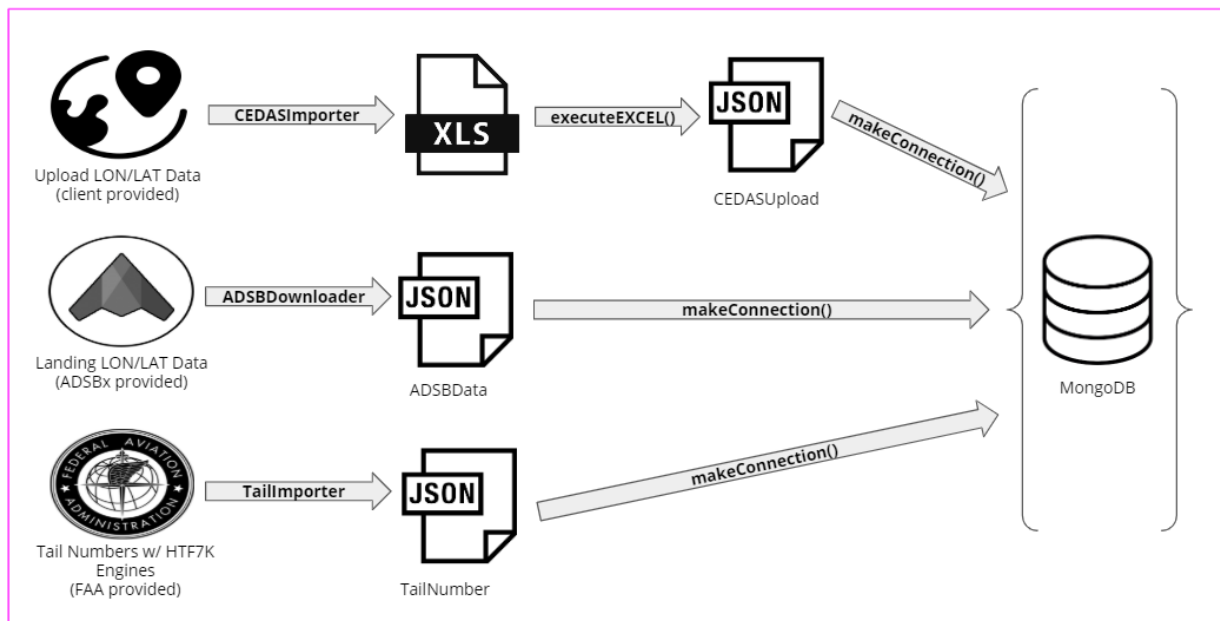 CEDASImporter
XLS
executeEXCEL()
JSON
makeConnection()
Upload LON/LAT Data
(client provided)
CEDASUpload
ADSBDownloader
JSON
makeConnection()
Landing LON/LAT Data
(ADSBx provided)
ADSBData
MongoDB
FEDERAL AVIATION
ADMINISTRATION
TailImporter
JSON
makeConnection()
Tail Numbers w/ HTF7K
Engines
(FAA provided)
TailNumber